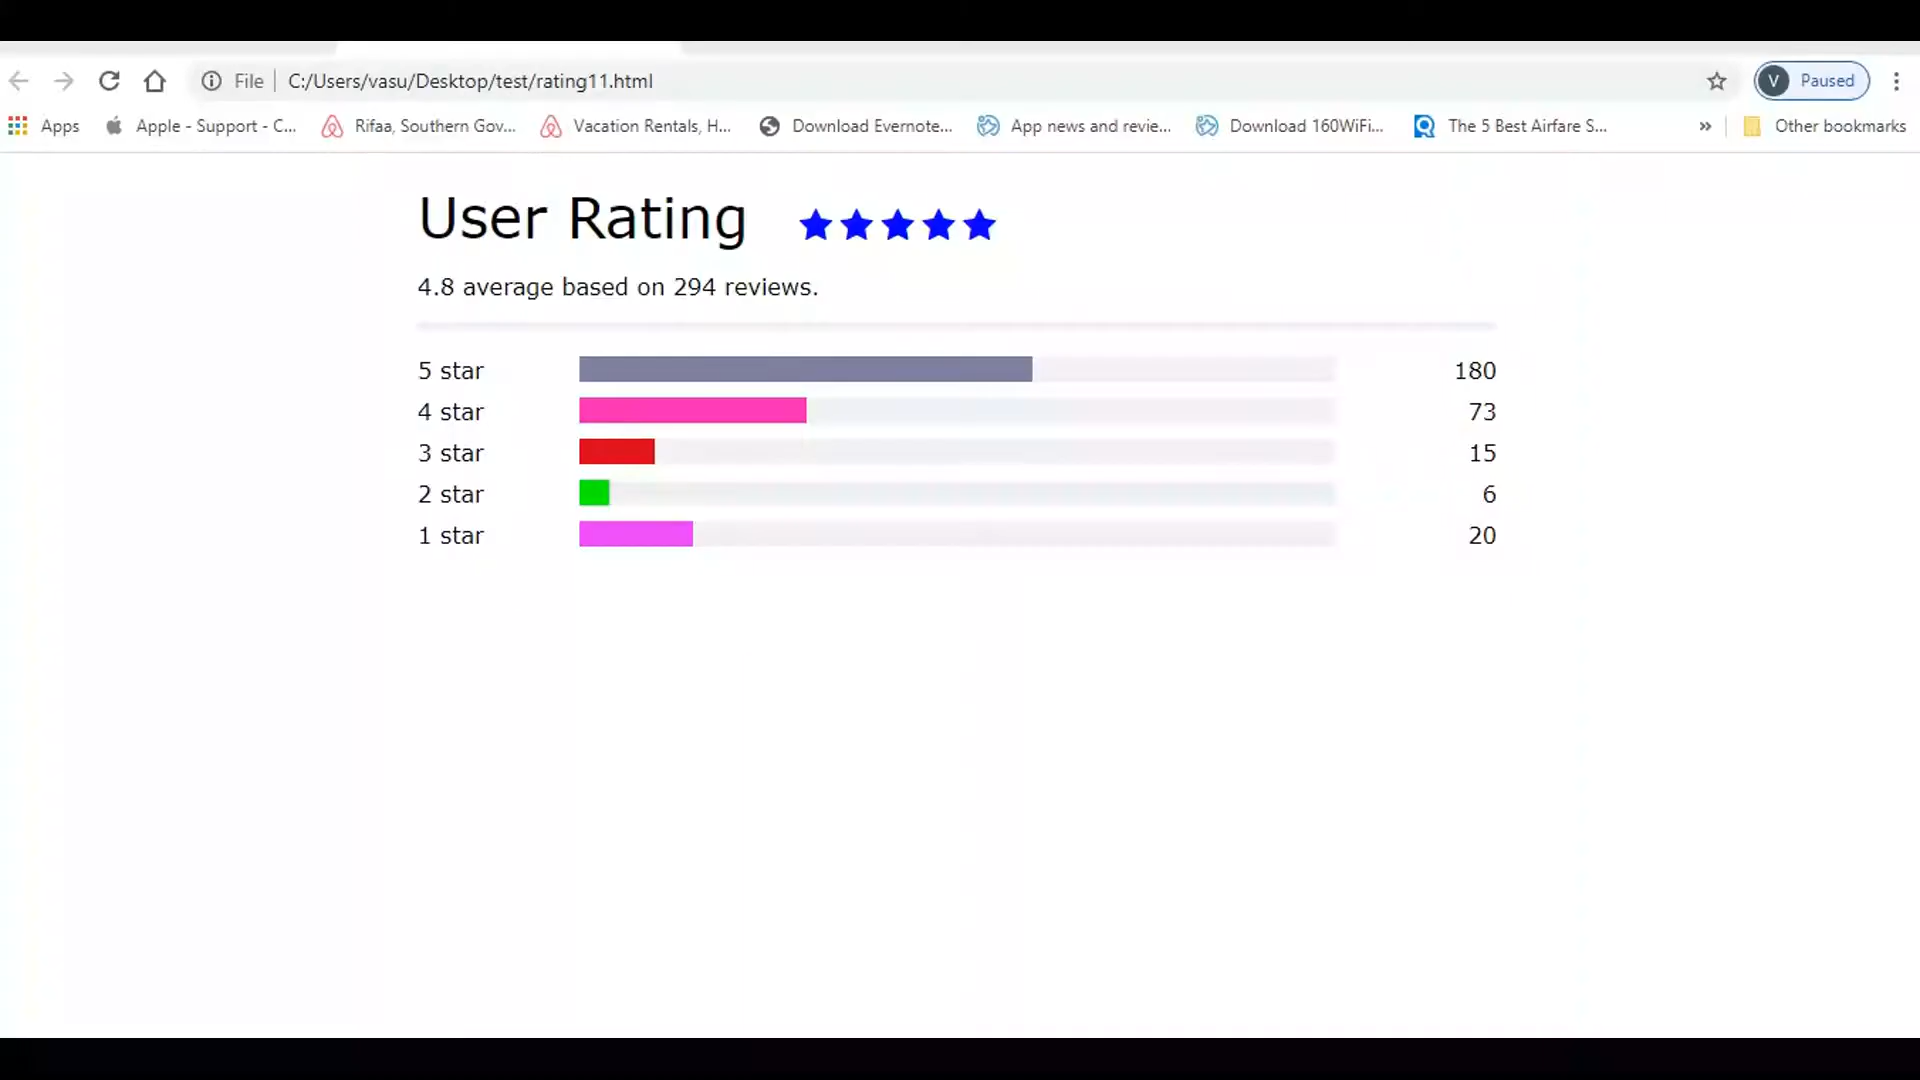 File C:/Users/vasu/Desktop/test/rating11.html V Paused
Apps Apple - Support - C... Rifaa, Southern Gov... Vacation Rentals, H... Download Evernote... App news and revie... Download 160WiFi... The 5 Best Airfare S... » Other bookmarks
User Rating
4.8 average based on 294 reviews.
5 star 180
4 star 73
3 star 15
2 star 6
1 star 20